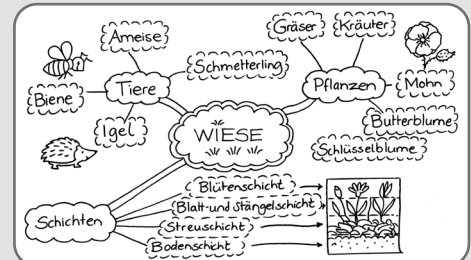 Ameise
Gräser
Kräuter
Schmetterling
Biene
Tiere
Pflanzen
Mohn
Igel
WIESE
Butterblume
Schlüsselblume
Blütenschicht
Blatt-und Stängelschicht
Schichten
Streuschicht
Bodenschicht